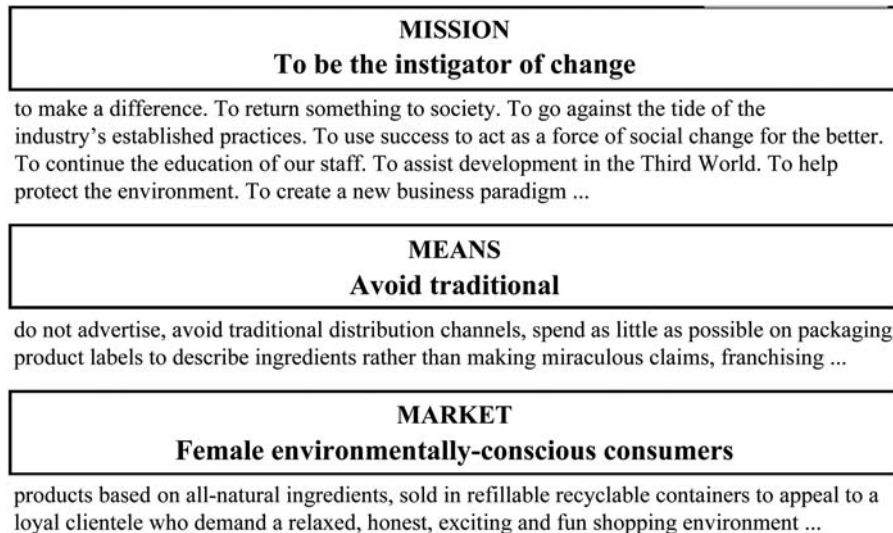 MISSION
To be the instigator of change
to make a difference. To return something to society. To go against the tide of the
industry's established practices. To use success to act as a force of social change for the better.
To continue the education of our staff. To assist development in the Third World. To help
protect the environment. To create a new business paradigm ...
MEANS
Avoid traditional
do not advertise, avoid traditional distribution channels, spend as little as possible on packaging
product labels to describe ingredients rather than making miraculous claims, franchising ...
MARKET
Female environmentally-conscious consumers
products based on all-natural ingredients, sold in refillable recyclable containers to appeal to a
loyal clientele who demand a relaxed, honest, exciting and fun shopping environment ...